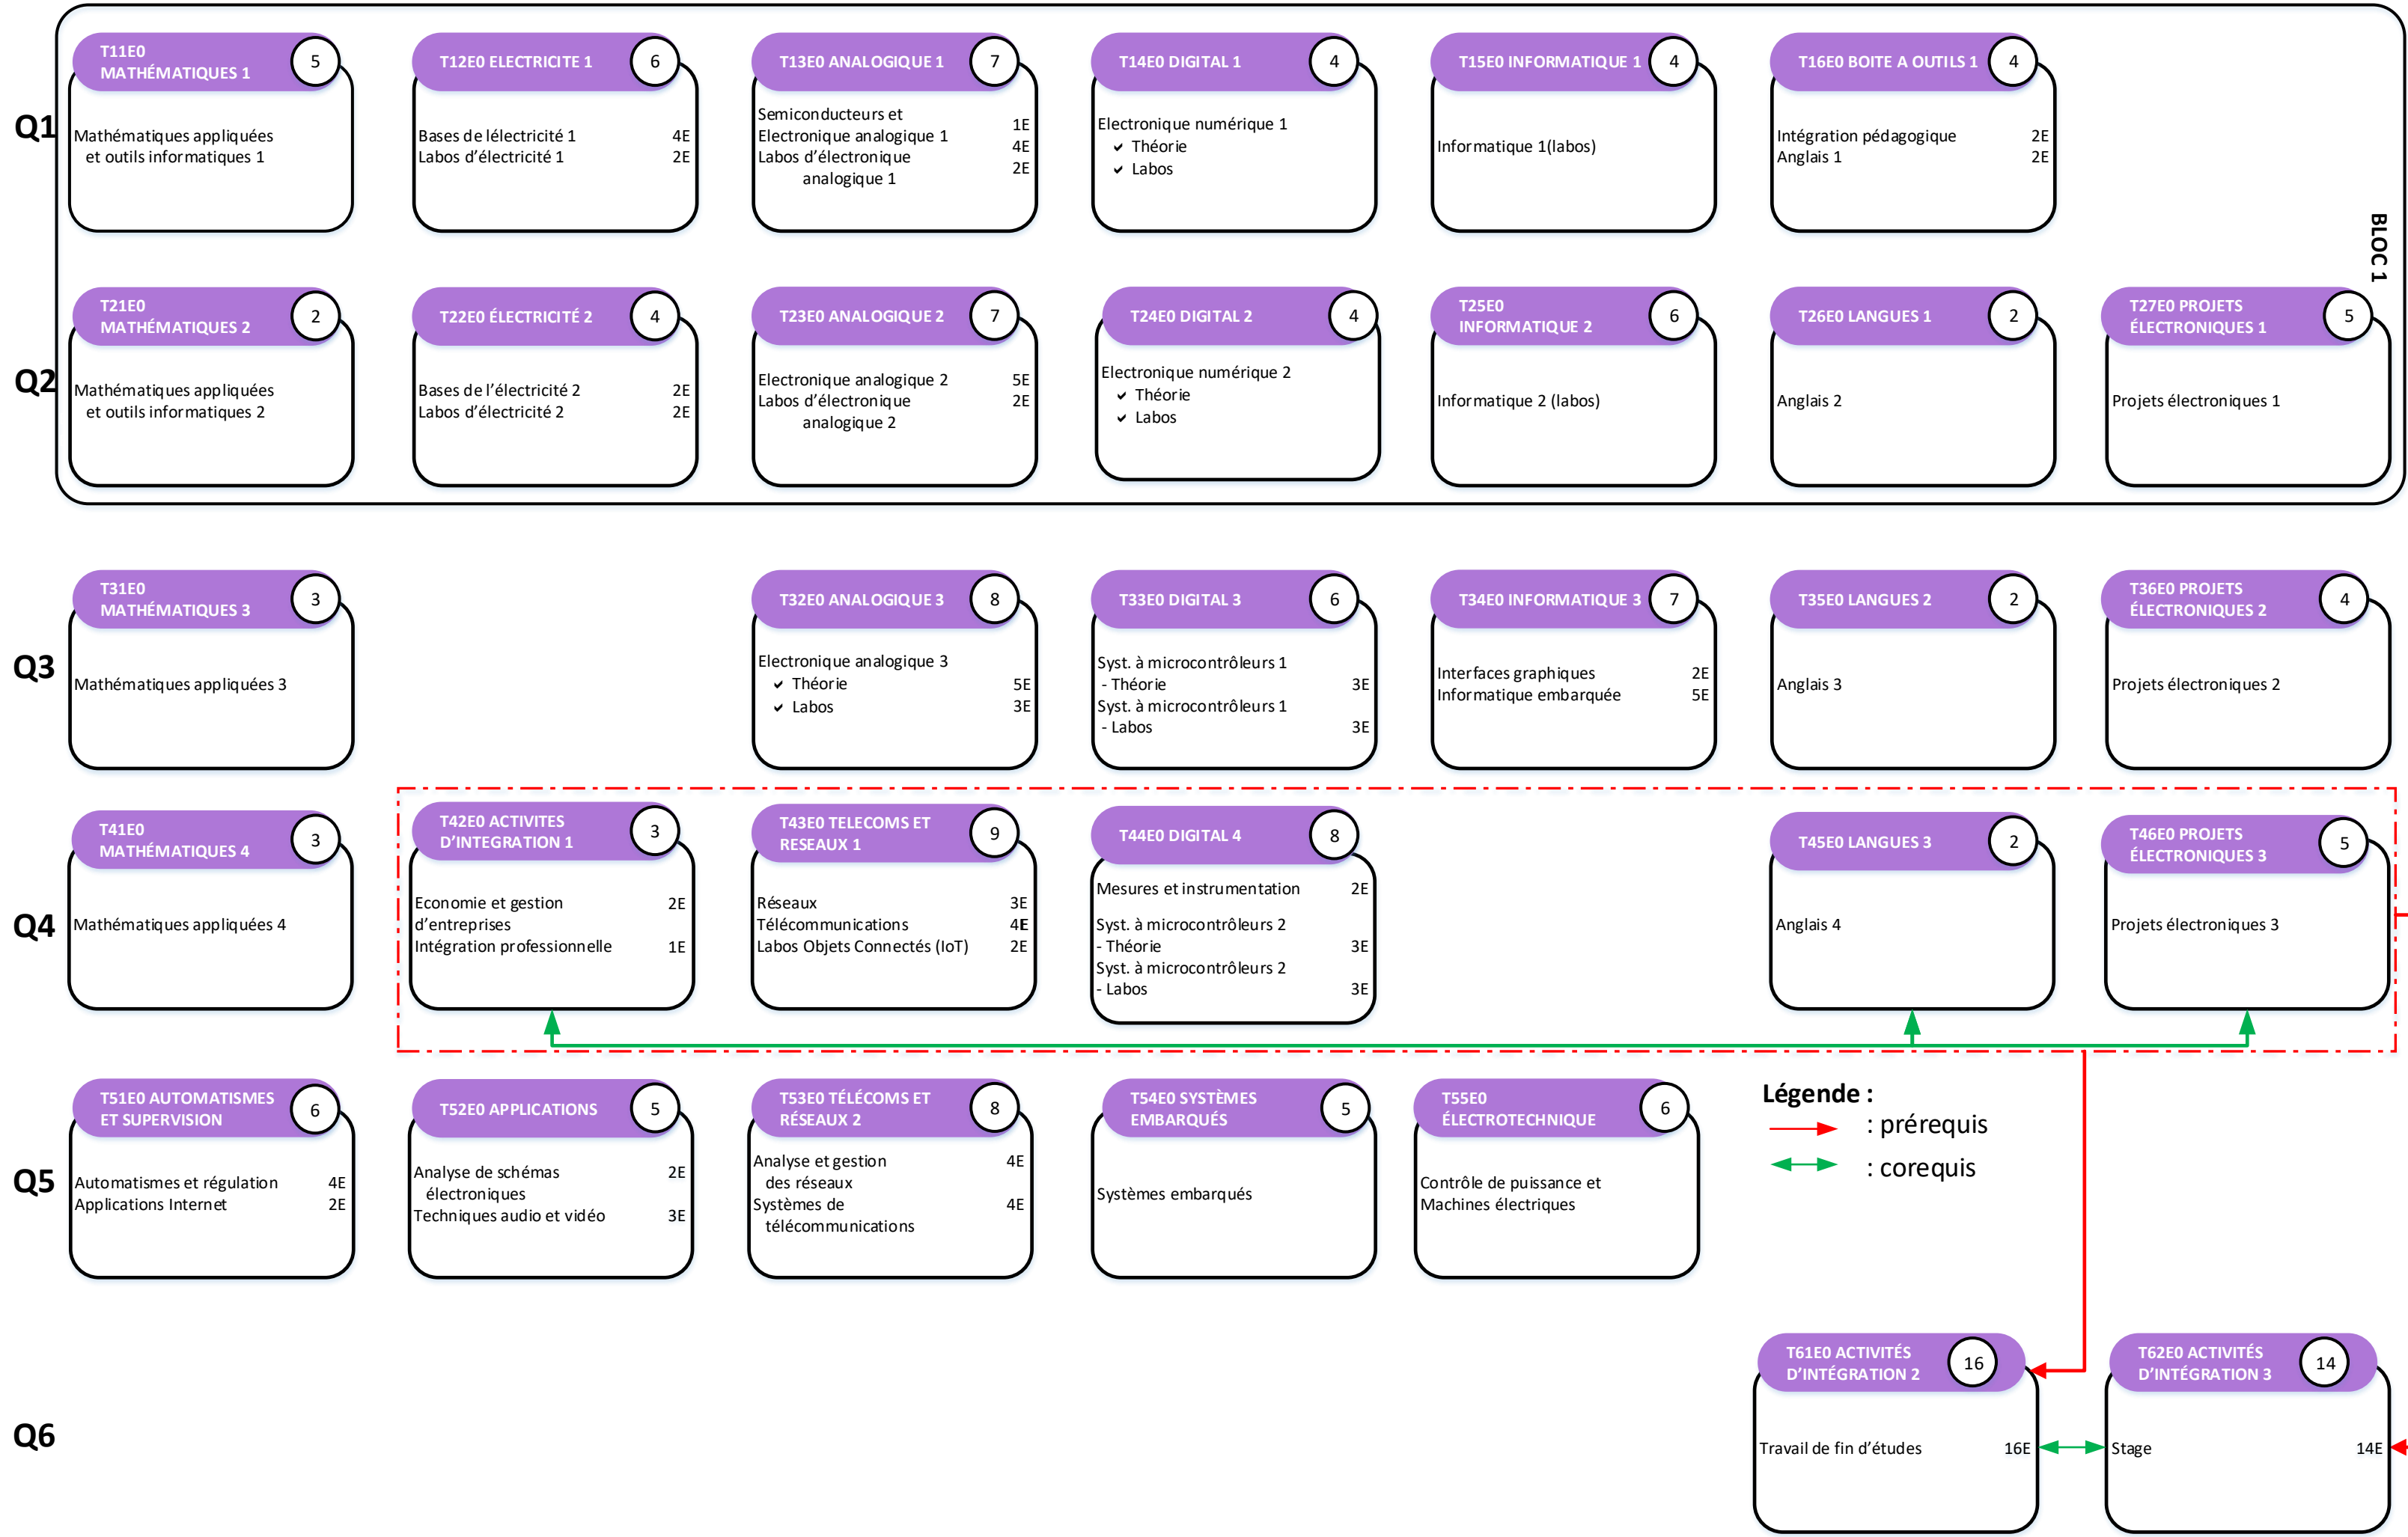 T11E0
MATHÉMATIQUES 1
5
Mathématiques appliquées
et outils informatiques 1
T12E0 ELECTRICITE 1
6
Bases de lélectricité 1 4E
Labos d’électricité 1 2E
T13E0 ANALOGIQUE 1
7
Semiconducteurs et
Electronique analogique 1
Labos d’électronique
analogique 1
1E
4E
2E
T14E0 DIGITAL 1
4
Electronique numérique 1
✓ Théorie
✓ Labos
T15E0 INFORMATIQUE 1
4
Informatique 1(labos)
T16E0 BOITE A OUTILS 1
4
Intégration pédagogique 2E
Anglais 1 2E
Q1
BLOC 1
T21E0
MATHÉMATIQUES 2
2
Mathématiques appliquées
et outils informatiques 2
T22E0 ÉLECTRICITÉ 2
4
Bases de l’électricité 2 2E
Labos d’électricité 2 2E
T23E0 ANALOGIQUE 2
7
Electronique analogique 2 5E
Labos d’électronique 2E
analogique 2
T24E0 DIGITAL 2
4
Electronique numérique 2
✓ Théorie
✓ Labos
T25E0
INFORMATIQUE 2
6
Informatique 2 (labos)
T26E0 LANGUES 1
2
Anglais 2
T27E0 PROJETS
ÉLECTRONIQUES 1
5
Projets électroniques 1
Q2
T31E0
MATHÉMATIQUES 3
3
Mathématiques appliquées 3
T32E0 ANALOGIQUE 3
8
Electronique analogique 3
✓ Théorie 5E
✓ Labos 3E
T33E0 DIGITAL 3
6
Syst. à microcontrôleurs 1
- Théorie 3E
Syst. à microcontrôleurs 1
- Labos 3E
T34E0 INFORMATIQUE 3
7
Interfaces graphiques 2E
Informatique embarquée 5E
T35E0 LANGUES 2
2
Anglais 3
T36E0 PROJETS
ÉLECTRONIQUES 2
4
Projets électroniques 2
Q3
T41E0
MATHÉMATIQUES 4
3
Mathématiques appliquées 4
T42E0 ACTIVITES
D’INTEGRATION 1
3
Economie et gestion 2E
d’entreprises
Intégration professionnelle 1E
T43E0 TELECOMS ET
RESEAUX 1
9
Réseaux 3E
Télécommunications 4E
Labos Objets Connectés (IoT) 2E
T44E0 DIGITAL 4
8
Mesures et instrumentation 2E
Syst. à microcontrôleurs 2
- Théorie 3E
Syst. à microcontrôleurs 2
- Labos 3E
T45E0 LANGUES 3
2
Anglais 4
T46E0 PROJETS
ÉLECTRONIQUES 3
5
Projets électroniques 3
Q4
T51E0 AUTOMATISMES
ET SUPERVISION
6
Automatismes et régulation 4E
Applications Internet 2E
T52E0 APPLICATIONS
5
Analyse de schémas 2E
électroniques
Techniques audio et vidéo 3E
T53E0 TÉLÉCOMS ET
RÉSEAUX 2
8
Analyse et gestion 4E
des réseaux
Systèmes de 4E
télécommunications
T54E0 SYSTÈMES
EMBARQUÉS
5
Systèmes embarqués
T55E0
ÉLECTROTECHNIQUE
6
Contrôle de puissance et
Machines électriques
Q5
Légende :
: prérequis
: corequis
T61E0 ACTIVITÉS
D’INTÉGRATION 2
16
Travail de fin d’études 16E
T62E0 ACTIVITÉS
D’INTÉGRATION 3
14
Stage 14E
Q6